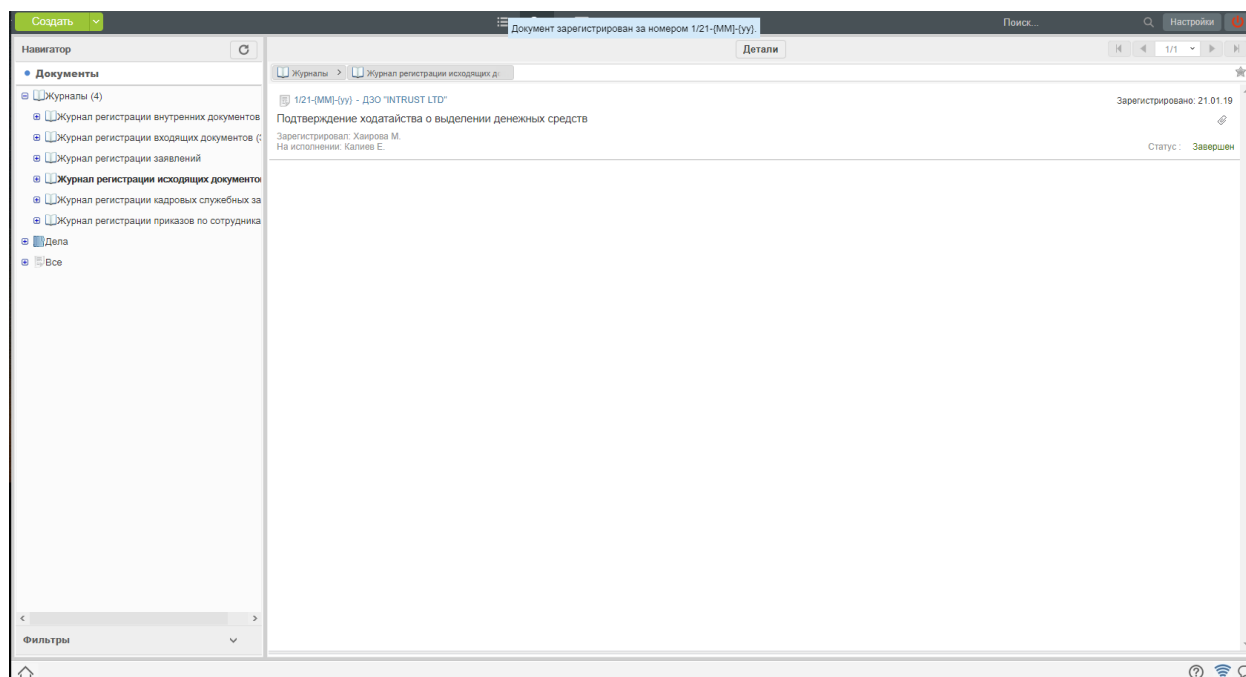 Создать
Документ зарегистрирован за номером 1/21-{MM}-{yy}.
Поиск...
Настройки
Навигатор
Детали
1/1
Документы
Журналы
Журнал регистрации исходящих д
Журналы (4)
Журнал регистрации внутренних документов
Журнал регистрации входящих документов (
Журнал регистрации заявлений
Журнал регистрации исходящих документо
Журнал регистрации кадровых служебных за
Журнал регистрации приказов по сотрудника
Дела
Все
1/21-{MM}-{yy} - ДЗО "INTRUST LTD"
Зарегистрировано: 21.01.19
Подтверждение ходатайства о выделении денежных средств
Зарегистрировал: Хаирова М.
На исполнении: Капиев Е.
Статус : Завершен
Фильтры